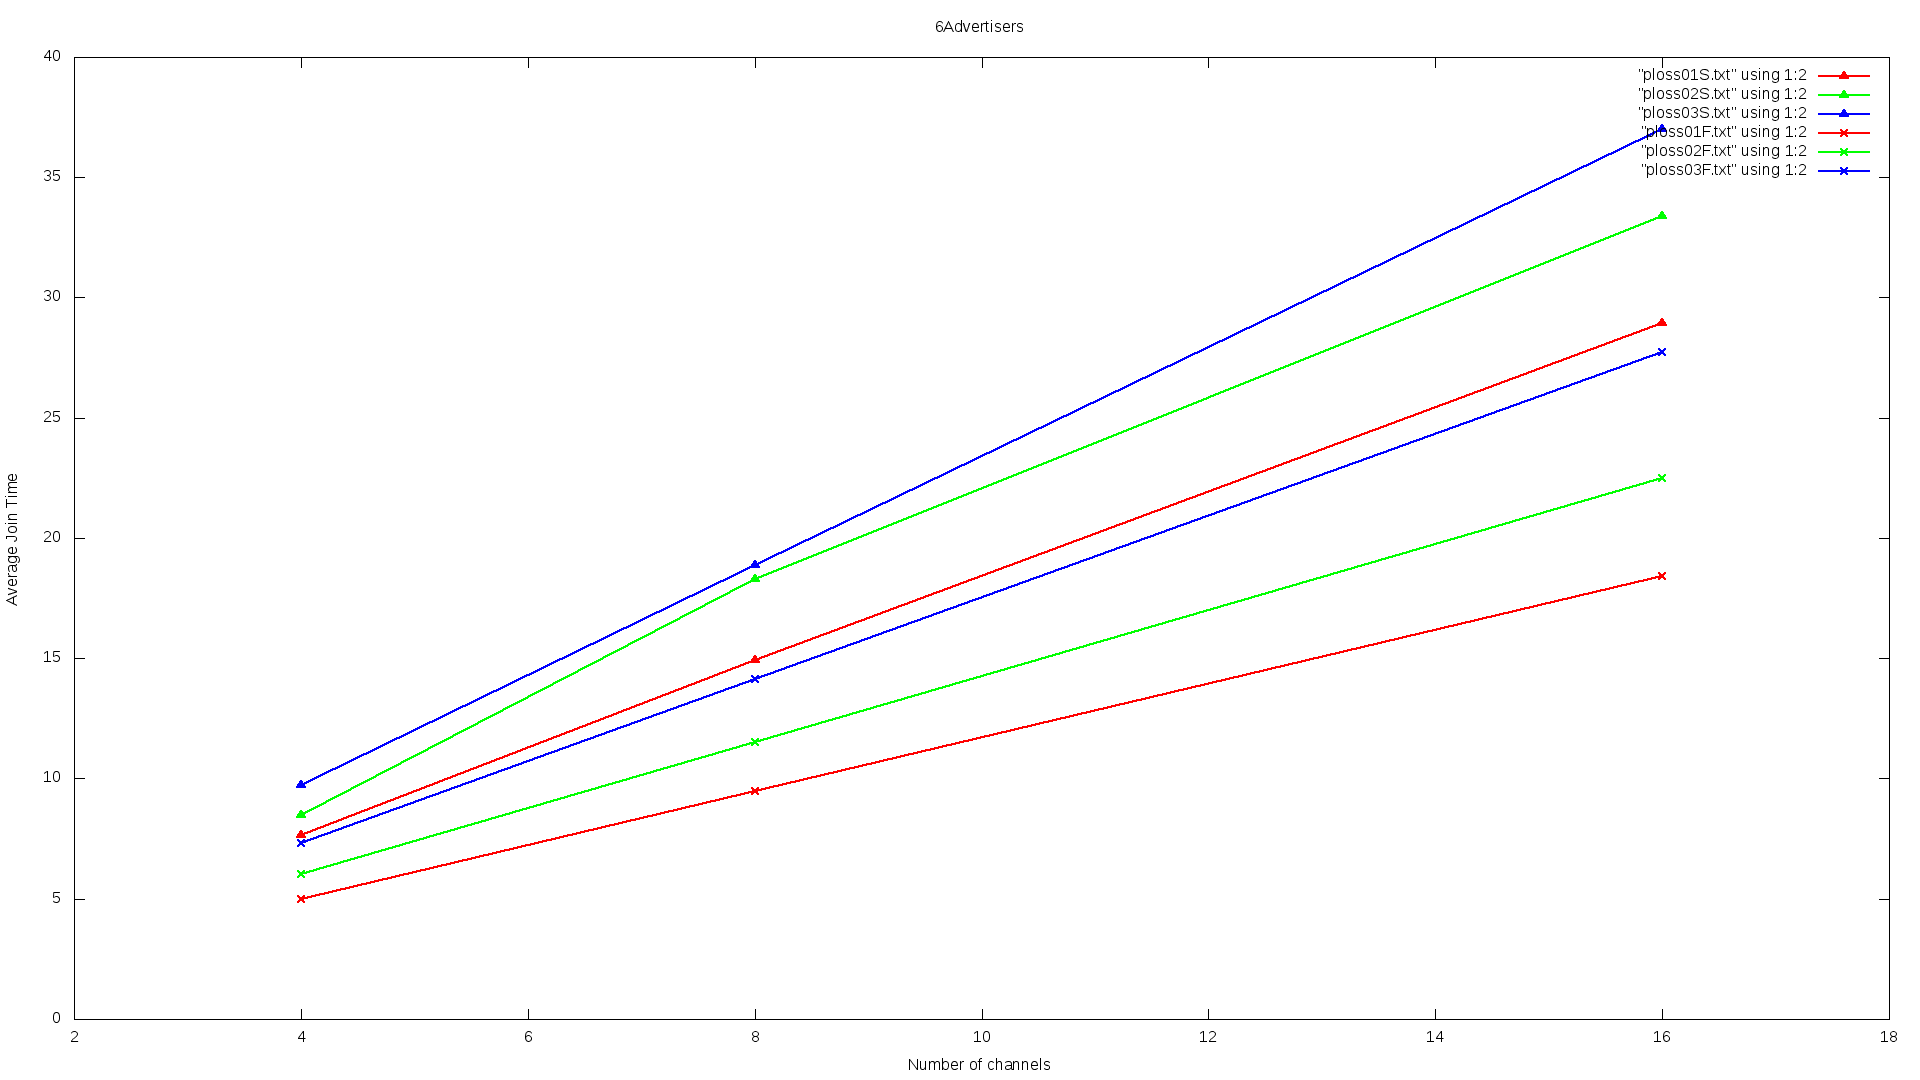 6Advertisers
40
35
30
25
20
15
10
5
0
Average Join Time
"ploss01S.txt" using 1:2
"ploss02S.txt" using 1:2
"ploss03S.txt" using 1:2
"ploss01F.txt" using 1:2
"ploss02F.txt" using 1:2
"ploss03F.txt" using 1:2
2 4 6 8 10 12 14 16 18
Number of channels